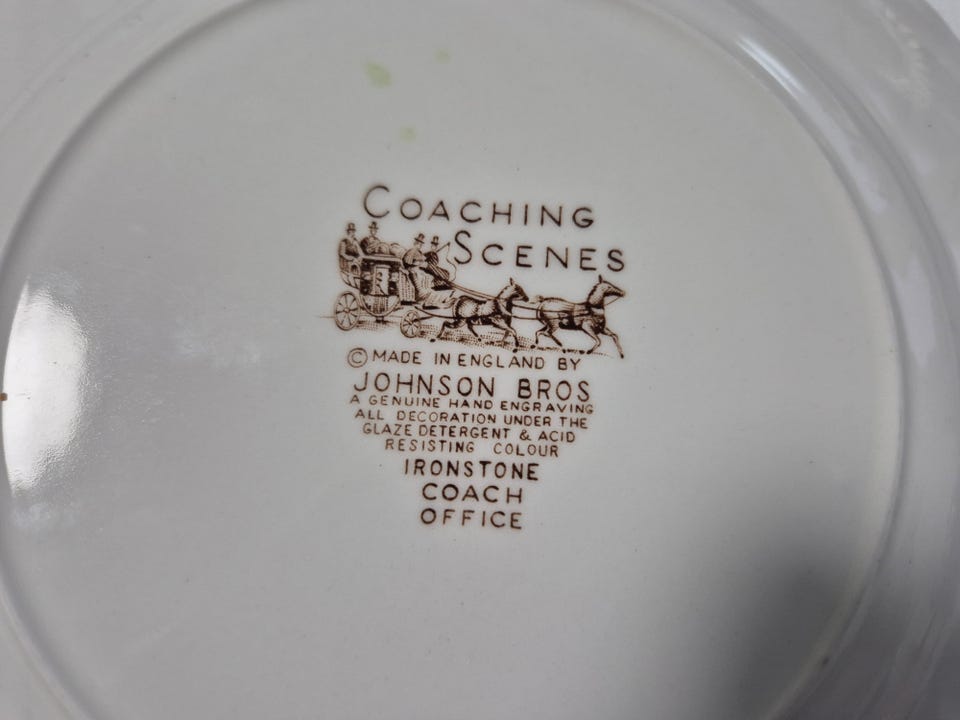 COACHING
SCENES
© MADE IN ENGLAND BY
JOHNSON BROS
A GENUINE HAND ENGRAVING
ALL DECORATION UNDER THE
GLAZE DETERGENT & ACID
RESISTING COLOUR
IRONSTONE
COACH
OFFICE